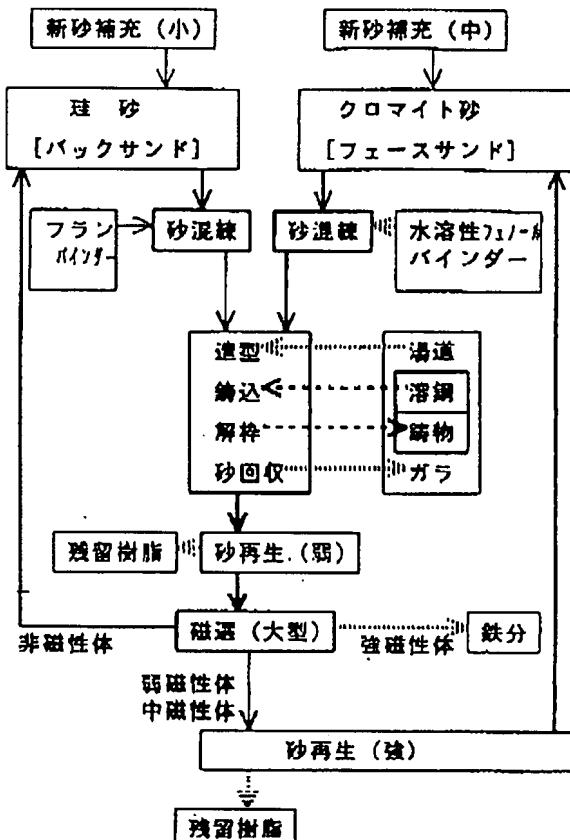 新砂補充(小)
新砂補充(中)
珪砂
[バックサンド]
クロマイト砂
[フェースサンド]
フラン
バインダー
砂混練
砂混練
水溶性フェノール
バインダー
造型
湯道
鋳込
溶鋼
解枠
鋳物
砂回収
ガラ
残留樹脂
砂再生.(弱)
非磁性体
磁選(大型)
強磁性体
鉄分
弱磁性体
中磁性体
砂再生(強)
残留樹脂